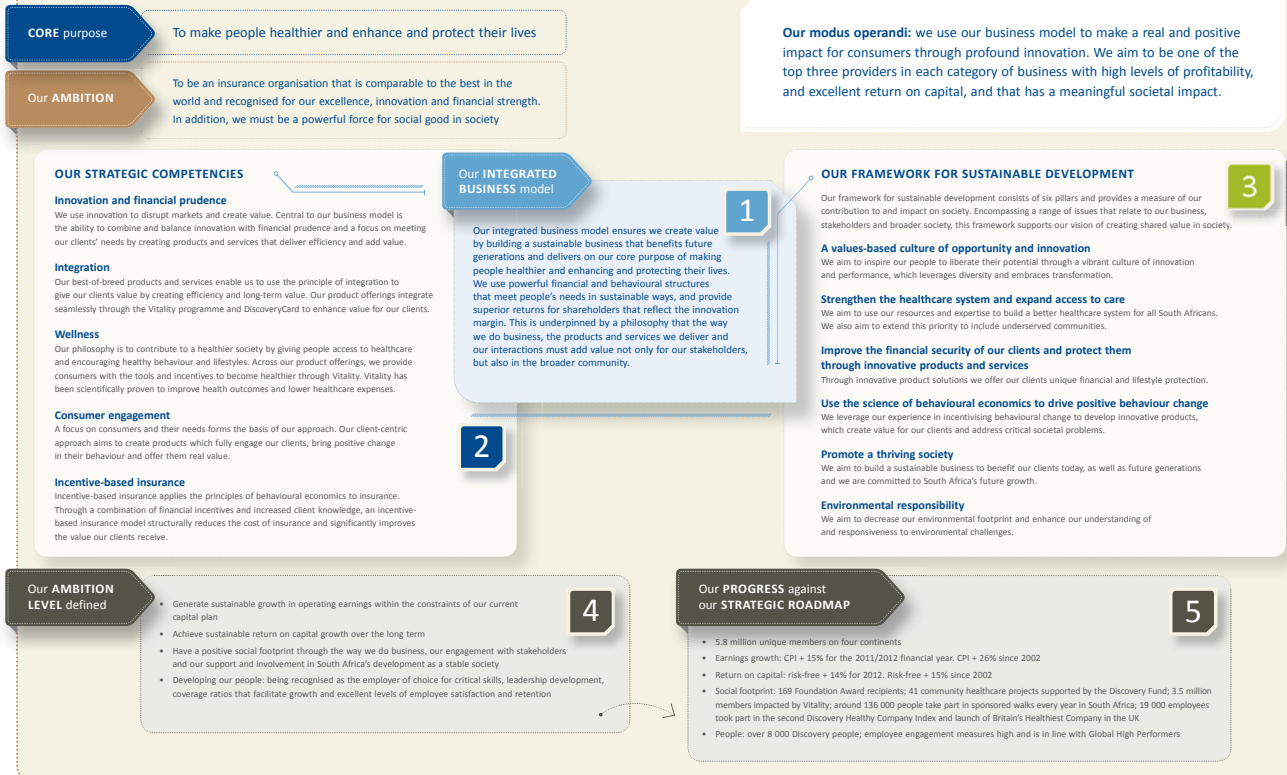 CORE purpose
To make people healthier and enhance and protect their lives
Our AMBITION
To be an insurance organisation that is comparable to the best in the
world and recognised for our excellence, innovation and financial strength.
In addition, we must be a powerful force for social good in society
Our modus operandi: we use our business model to make a real and positive
impact for consumers through profound innovation. We aim to be one of the
top three providers in each category of business with high levels of profitability,
and excellent return on capital, and that has a meaningful societal impact.
OUR STRATEGIC COMPETENCIES
Innovation and financial prudence
We use innovation to disrupt markets and create value. Central to our business model is
the ability to combine and balance innovation with financial prudence and a focus on meeting
our clients' needs by creating products and services that deliver efficiency and add value.
Integration
Our best-of-breed products and services enable us to use the principle of integration to
give our clients value by creating efficiency and long-term value. Our product offerings integrate
seamlessly through the Vitality programme and DiscoveryCard to enhance value for our clients.
Wellness
Our philosophy is to contribute to a healthier society by giving people access to healthcare
and encouraging healthy behaviour and lifestyles. Across our product offerings, we provide
consumers with the tools and incentives to become healthier through Vitality. Vitality has
been scientifically proven to improve health outcomes and lower healthcare expenses.
Consumer engagement
A focus on consumers and their needs forms the basis of our approach. Our client-centric
approach aims to create products which fully engage our clients, bring positive change
in their behaviour and offer them real value.
Incentive-based insurance
Incentive-based insurance applies the principles of behavioural economics to insurance.
Through a combination of financial incentives and increased client knowledge, an incentive-
based insurance model structurally reduces the cost of insurance and significantly improves
the value our clients receive.
2
Our INTEGRATED
BUSINESS model
1
Our integrated business model ensures we create value
by building a sustainable business that benefits future
generations and delivers on our core purpose of making
people healthier and enhancing and protecting their lives.
We use powerful financial and behavioural structures
that meet people's needs in sustainable ways, and provide
superior returns for shareholders that reflect the innovation
margin. This is underpinned by a philosophy that the way
we do business, the products and services we deliver and
our interactions must add value not only for our stakeholders,
but also in the broader community.
OUR FRAMEWORK FOR SUSTAINABLE DEVELOPMENT
3
Our framework for sustainable development consists of six pillars and provides a measure of our
contribution to and impact on society. Encompassing a range of issues that relate to our business,
stakeholders and broader society, this framework supports our vision of creating shared value in society.
A values-based culture of opportunity and innovation
We aim to inspire our people to liberate their potential through a vibrant culture of innovation
and performance, which leverages diversity and embraces transformation.
Strengthen the healthcare system and expand access to care
We aim to use our resources and expertise to build a better healthcare system for all South Africans.
We also aim to extend this priority to include underserved communities.
Improve the financial security of our clients and protect them
through innovative products and services
Through innovative product solutions we offer our clients unique financial and lifestyle protection.
Use the science of behavioural economics to drive positive behaviour change
We leverage our experience in incentivising behavioural change to develop innovative products,
which create value for our clients and address critical societal problems.
Promote a thriving society
We aim to build a sustainable business to benefit our clients today, as well as future generations
and we are committed to South Africa's future growth.
Environmental responsibility
We aim to decrease our environmental footprint and enhance our understanding of
and responsiveness to environmental challenges.
Our AMBITION
LEVEL defined
4
• Generate sustainable growth in operating earnings within the constraints of our current
capital plan
• Achieve sustainable return on capital growth over the long term
• Have a positive social footprint through the way we do business, our engagement with stakeholders
and our support and involvement in South Africa's development as a stable society
• Developing our people: being recognised as the employer of choice for critical skills, leadership development,
coverage ratios that facilitate growth and excellent levels of employee satisfaction and retention
Our PROGRESS against
our STRATEGIC ROADMAP
5
• 5.8 million unique members on four continents
• Earnings growth: CPI + 15% for the 2011/2012 financial year. CPI + 26% since 2002
• Return on capital: risk-free + 14% for 2012. Risk-free + 15% since 2002
• Social footprint: 169 Foundation Award recipients; 41 community healthcare projects supported by the Discovery Fund; 3.5 million
members impacted by Vitality; around 136 000 people take part in sponsored walks every year in South Africa; 19 000 employees
took part in the second Discovery Healthy Company Index and launch of Britain's Healthiest Company in the UK
• People: over 8 000 Discovery people; employee engagement measures high and is in line with Global High Performers